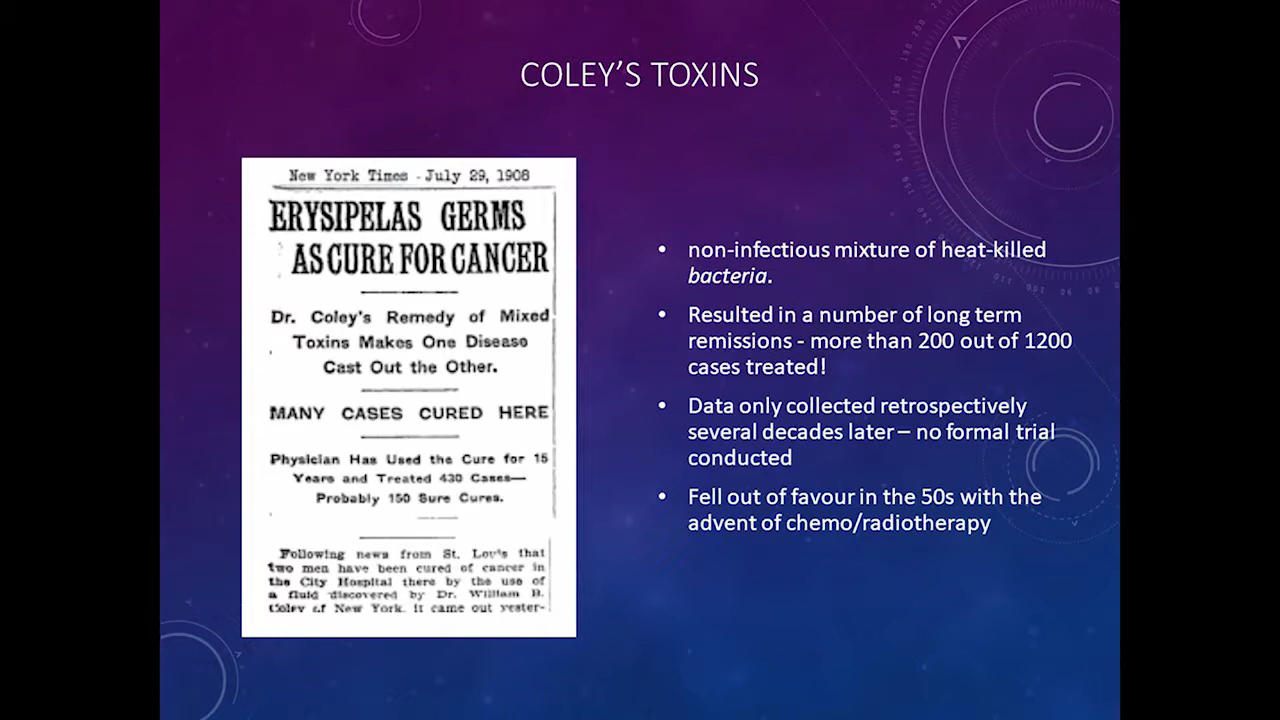 COLEY'S TOXINS
New York Times - July 29, 1908
ERYSIPELAS GERMS
AS CURE FOR CANCER
Dr. Coley's Remedy of Mixed
Toxins Makes One Disease
Cast Out the Other.
MANY CASES CURED HERE
Physician Has Used the Cure for 15
Years and Treated 430 Cases—
Probably 150 Sure Cures.
Following news from St. Louis that
two men have been cured of cancer in
the City Hospital there by the use of
a fluid discovered by Dr. William B.
Coley of New York, it came out yester-
• non-infectious mixture of heat-killed
bacteria.
• Resulted in a number of long term
remissions - more than 200 out of 1200
cases treated!
• Data only collected retrospectively
several decades later – no formal trial
conducted
• Fell out of favour in the 50s with the
advent of chemo/radiotherapy